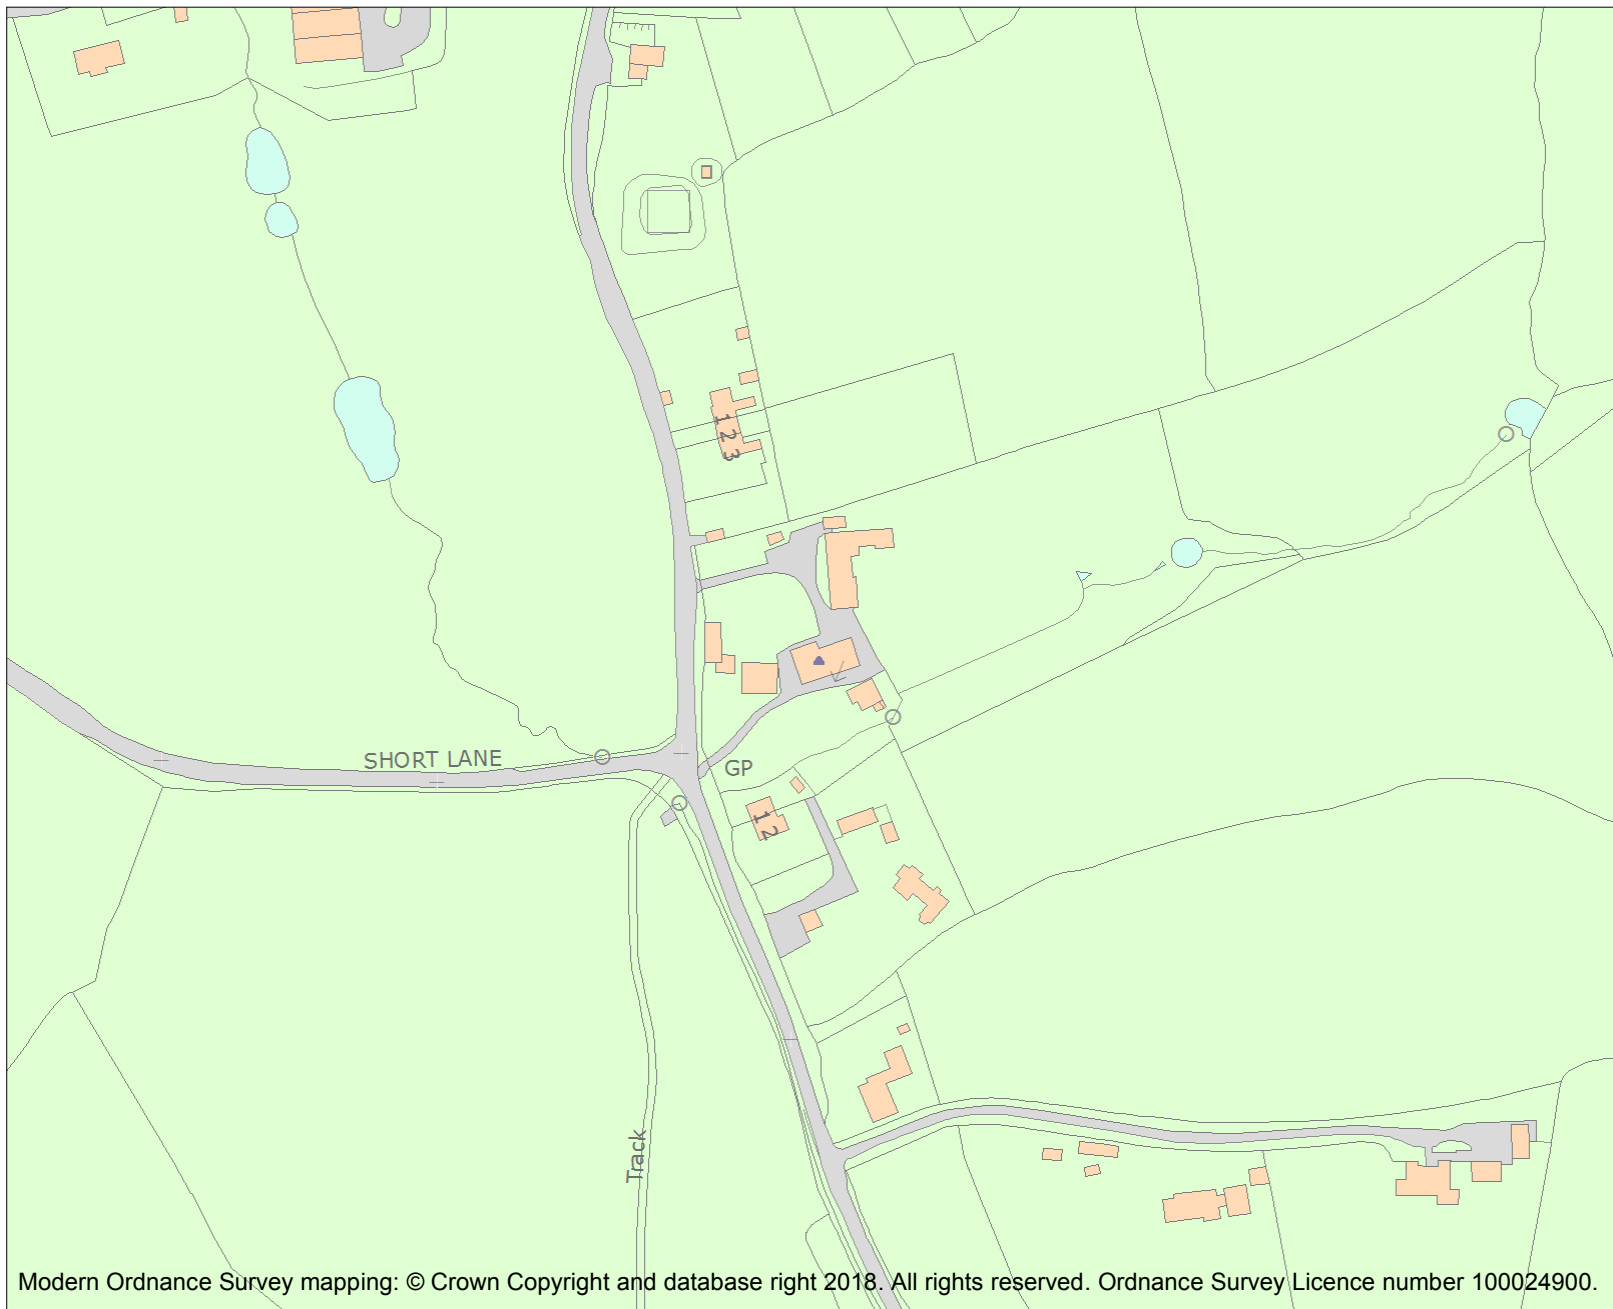 1 2 3
SHORT LANE
GP
1 2
Track
Modern Ordnance Survey mapping: © Crown Copyright and database right 2018. All rights reserved. Ordnance Survey Licence number 100024900.